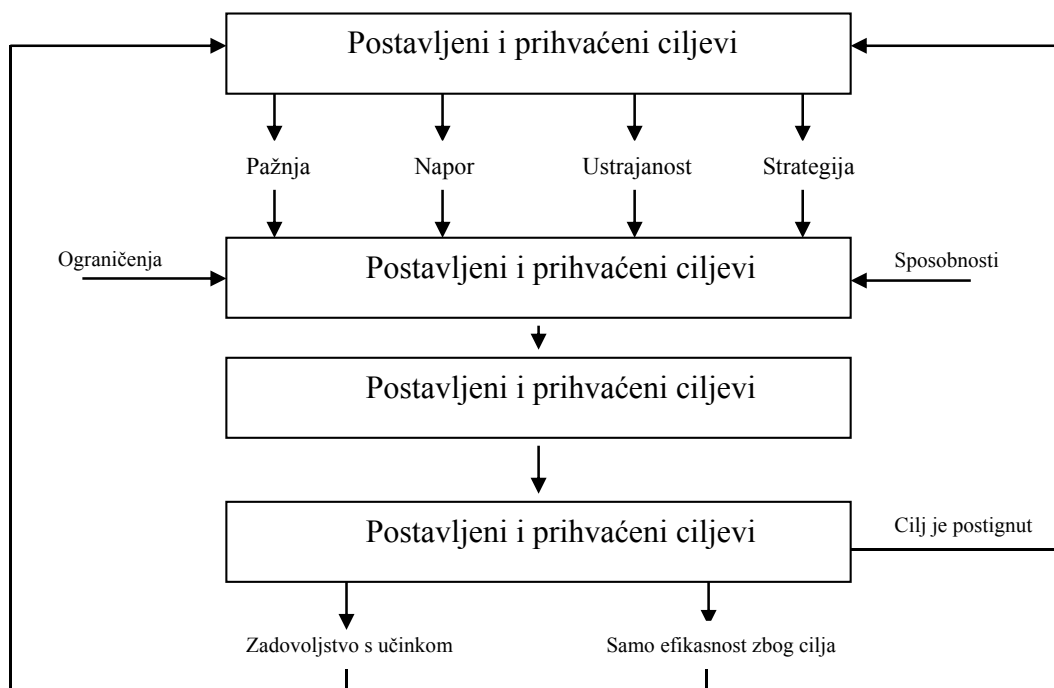 Postavljeni i prihvaćeni ciljevi
Pažnja
Napor
Ustrajanost
Strategija
Ograničenja
Postavljeni i prihvaćeni ciljevi
Sposobnosti
Postavljeni i prihvaćeni ciljevi
Postavljeni i prihvaćeni ciljevi
Cilj je postignut
Zadovoljstvo s učinkom
Samo efikasnost zbog cilja